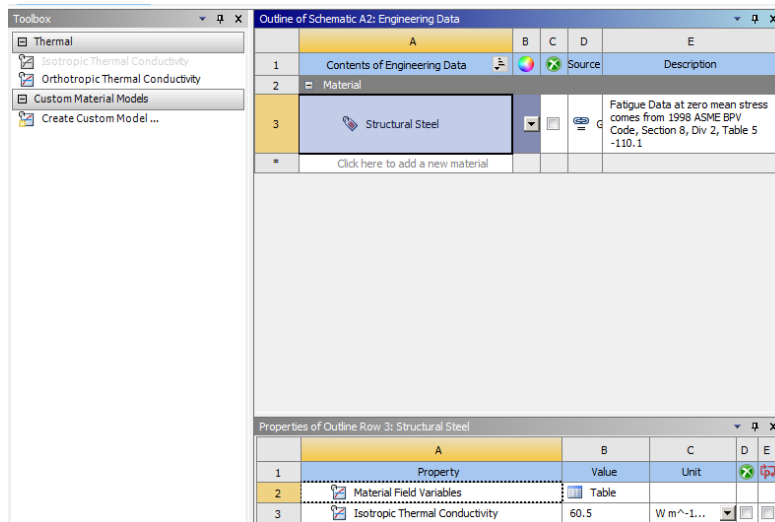 Toolbox
Thermal
Isotropic Thermal Conductivity
Orthotropic Thermal Conductivity
Custom Material Models
Create Custom Model ...
Outline of Schematic A2: Engineering Data
A B C D E
1 Contents of Engineering Data Source Description
2 Material
3 Structural Steel G
Fatigue Data at zero mean stress
comes from 1998 ASME BPV
Code, Section 8, Div 2, Table 5
-110.1
* Click here to add a new material
Properties of Outline Row 3: Structural Steel
A B C D E
1 Property Value Unit
2 Material Field Variables Table
3 Isotropic Thermal Conductivity 60.5 W m^-1...